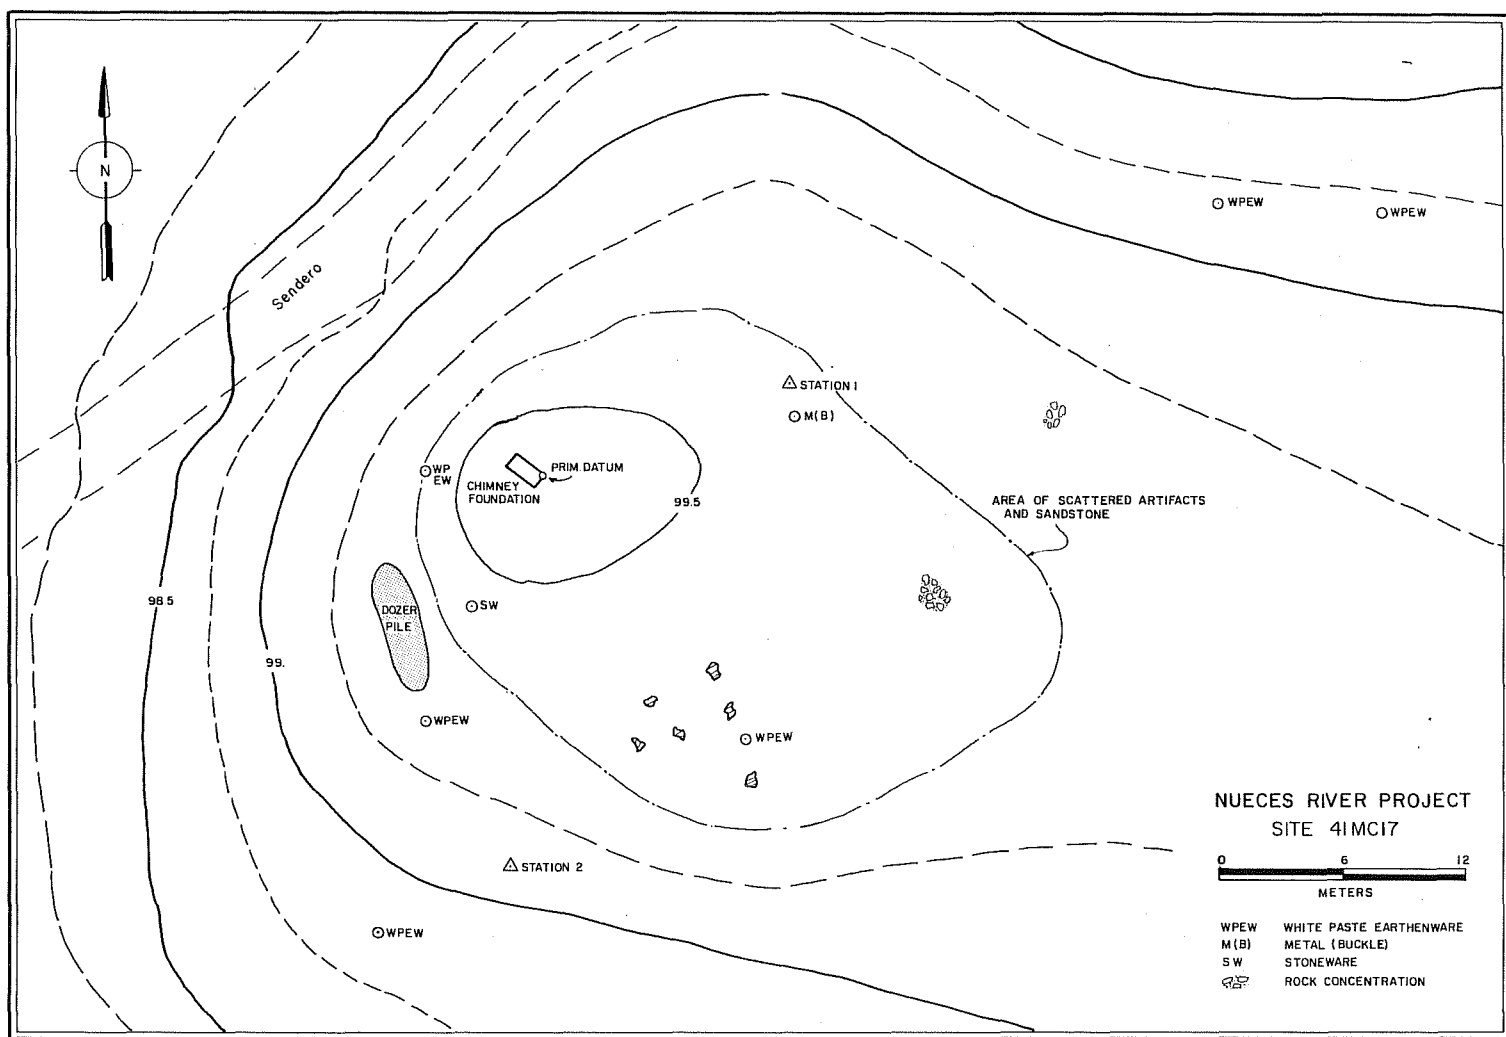 N
Sendero
WPEW
WPEW
STATION 1
M(B)
WP
EW
PRIM. DATUM
CHIMNEY
FOUNDATION
99.5
AREA OF SCATTERED ARTIFACTS
AND SANDSTONE
98.5
SW
DOZER
PILE
99.
WPEW
WPEW
STATION 2
WPEW
NUECES RIVER PROJECT
SITE 41MC17
0 6 12
METERS
WPEW WHITE PASTE EARTHENWARE
M(B) METAL (BUCKLE)
SW STONEWARE
ROCK CONCENTRATION